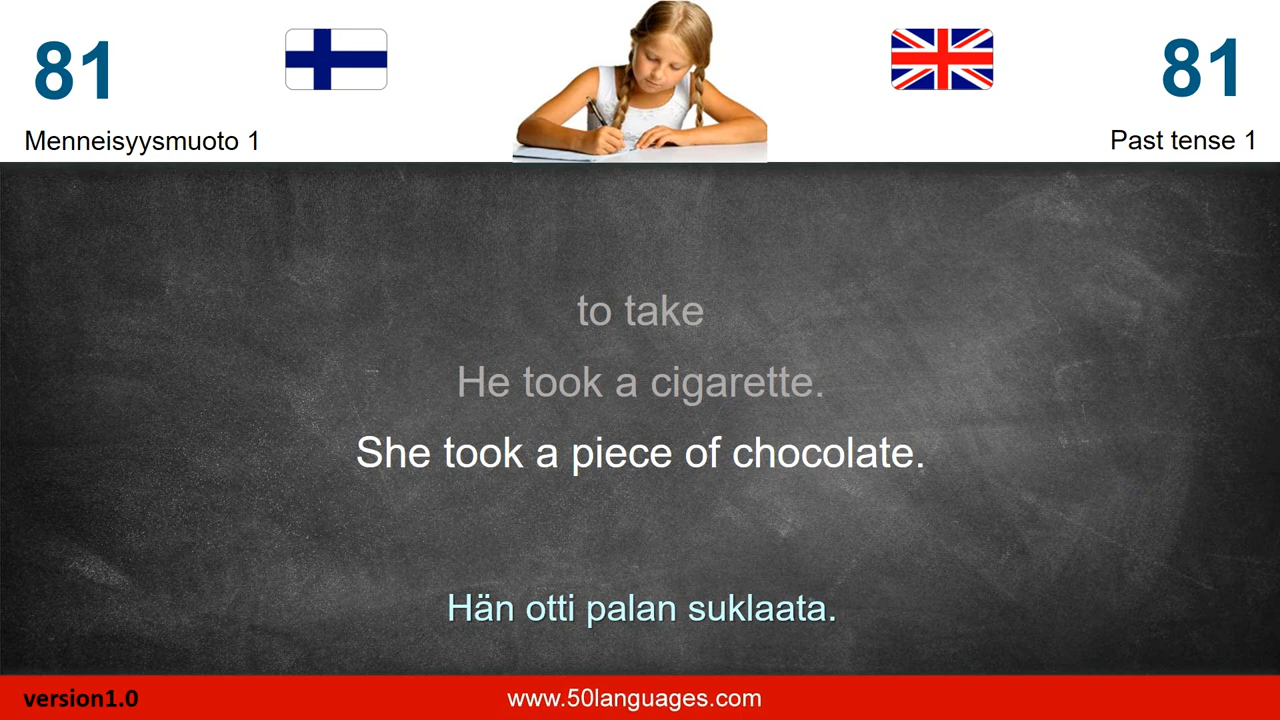 81
81
Menneisyysmuoto 1
Past tense 1
to take
He took a cigarette.
She took a piece of chocolate.
Hän otti palan suklaata.
version1.0
www.50languages.com